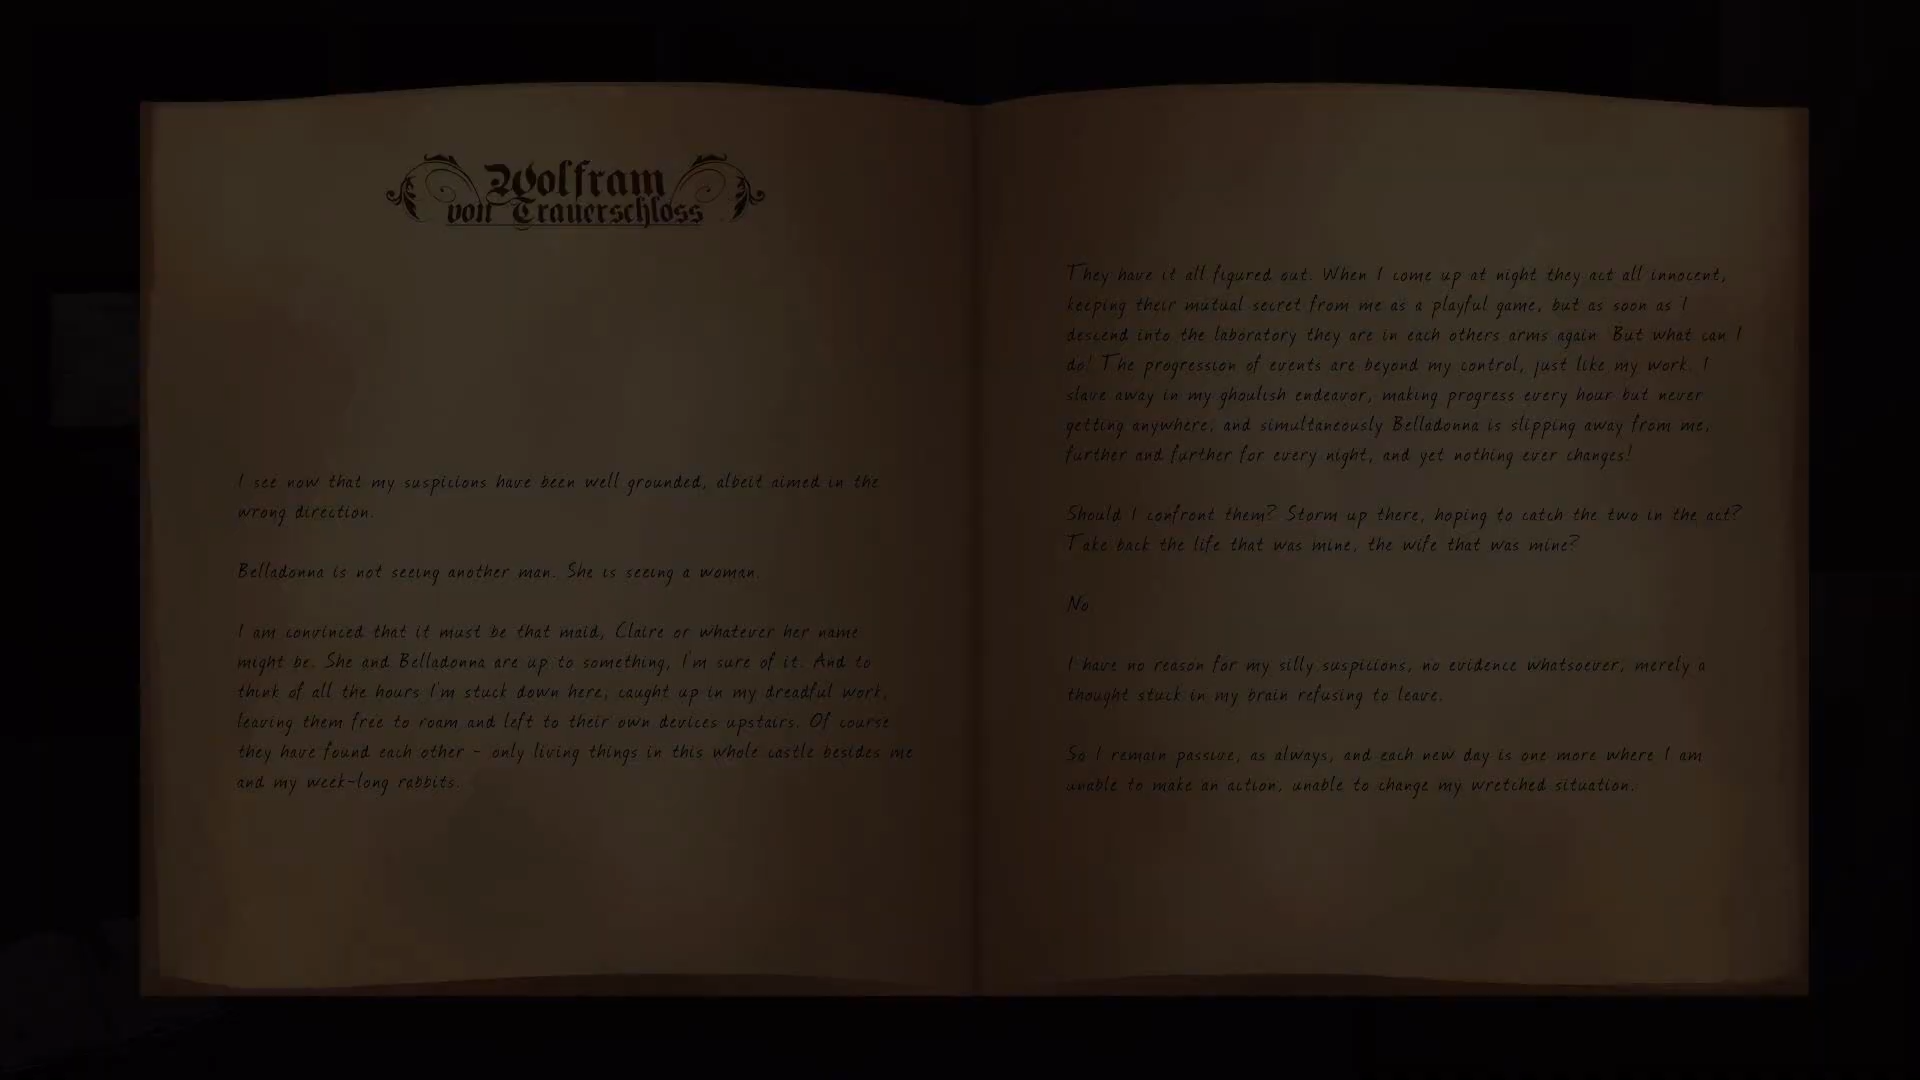 Wolfram
von Trauerschloss
I see now that my suspicions have been well grounded, albeit aimed in the
wrong direction.
Belladonna is not seeing another man. She is seeing a woman.
I am convinced that it must be that maid, Claire or whatever her name
might be. She and Belladonna are up to something, I'm sure of it. And to
think of all the hours I'm stuck down here, caught up in my dreadful work,
leaving them free to roam and left to their own devices upstairs. Of course
they have found each other - only living things in this whole castle besides me
and my week-long rabbits.
They have it all figured out. When I come up at night they act all innocent,
keeping their mutual secret from me as a playful game, but as soon as I
descend into the laboratory they are in each others arms again. But what can I
do! The progression of events are beyond my control, just like my work. I
slave away in my ghoulish endeavor, making progress every hour but never
getting anywhere, and simultaneously Belladonna is slipping away from me,
further and further for every night, and yet nothing ever changes!
Should I confront them? Storm up there, hoping to catch the two in the act?
Take back the life that was mine, the wife that was mine?
No.
I have no reason for my silly suspicions, no evidence whatsoever, merely a
thought stuck in my brain refusing to leave.
So I remain passive, as always, and each new day is one more where I am
unable to make an action, unable to change my wretched situation.